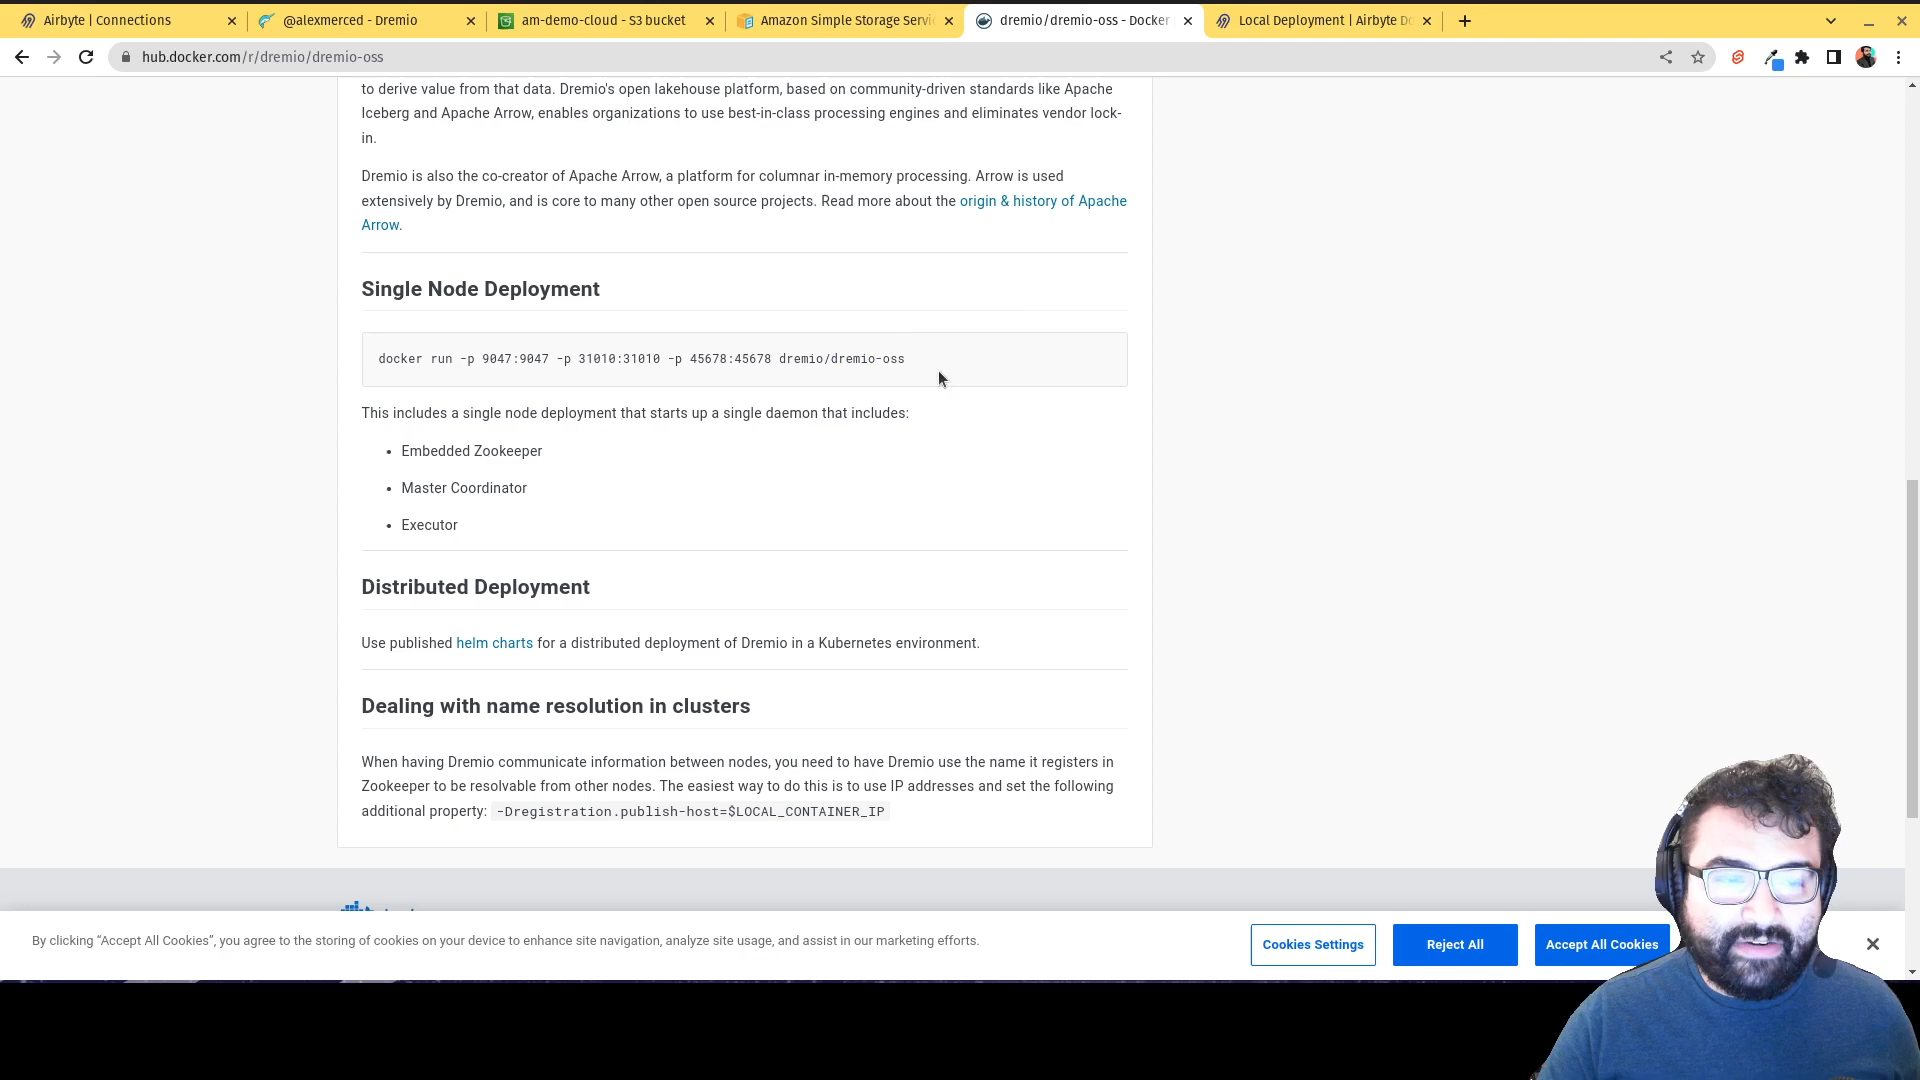 Airbyte | Connections
@alexmerced - Dremio
am-demo-cloud - S3 bucket
Amazon Simple Storage Servi
dremio/dremio-oss - Docker
Local Deployment | Airbyte Do
hub.docker.com/r/dremio/dremio-oss
to derive value from that data. Dremio's open lakehouse platform, based on community-driven standards like Apache
Iceberg and Apache Arrow, enables organizations to use best-in-class processing engines and eliminates vendor lock-
in.
Dremio is also the co-creator of Apache Arrow, a platform for columnar in-memory processing. Arrow is used
extensively by Dremio, and is core to many other open source projects. Read more about the origin & history of Apache
Arrow.
Single Node Deployment
docker run -p 9047:9047 -p 31010:31010 -p 45678:45678 dremio/dremio-oss
This includes a single node deployment that starts up a single daemon that includes:
• Embedded Zookeeper
• Master Coordinator
• Executor
Distributed Deployment
Use published helm charts for a distributed deployment of Dremio in a Kubernetes environment.
Dealing with name resolution in clusters
When having Dremio communicate information between nodes, you need to have Dremio use the name it registers in
Zookeeper to be resolvable from other nodes. The easiest way to do this is to use IP addresses and set the following
additional property: -Dregistration.publish-host=$LOCAL_CONTAINER_IP
By clicking “Accept All Cookies”, you agree to the storing of cookies on your device to enhance site navigation, analyze site usage, and assist in our marketing efforts.
Cookies Settings
Reject All
Accept All Cookies